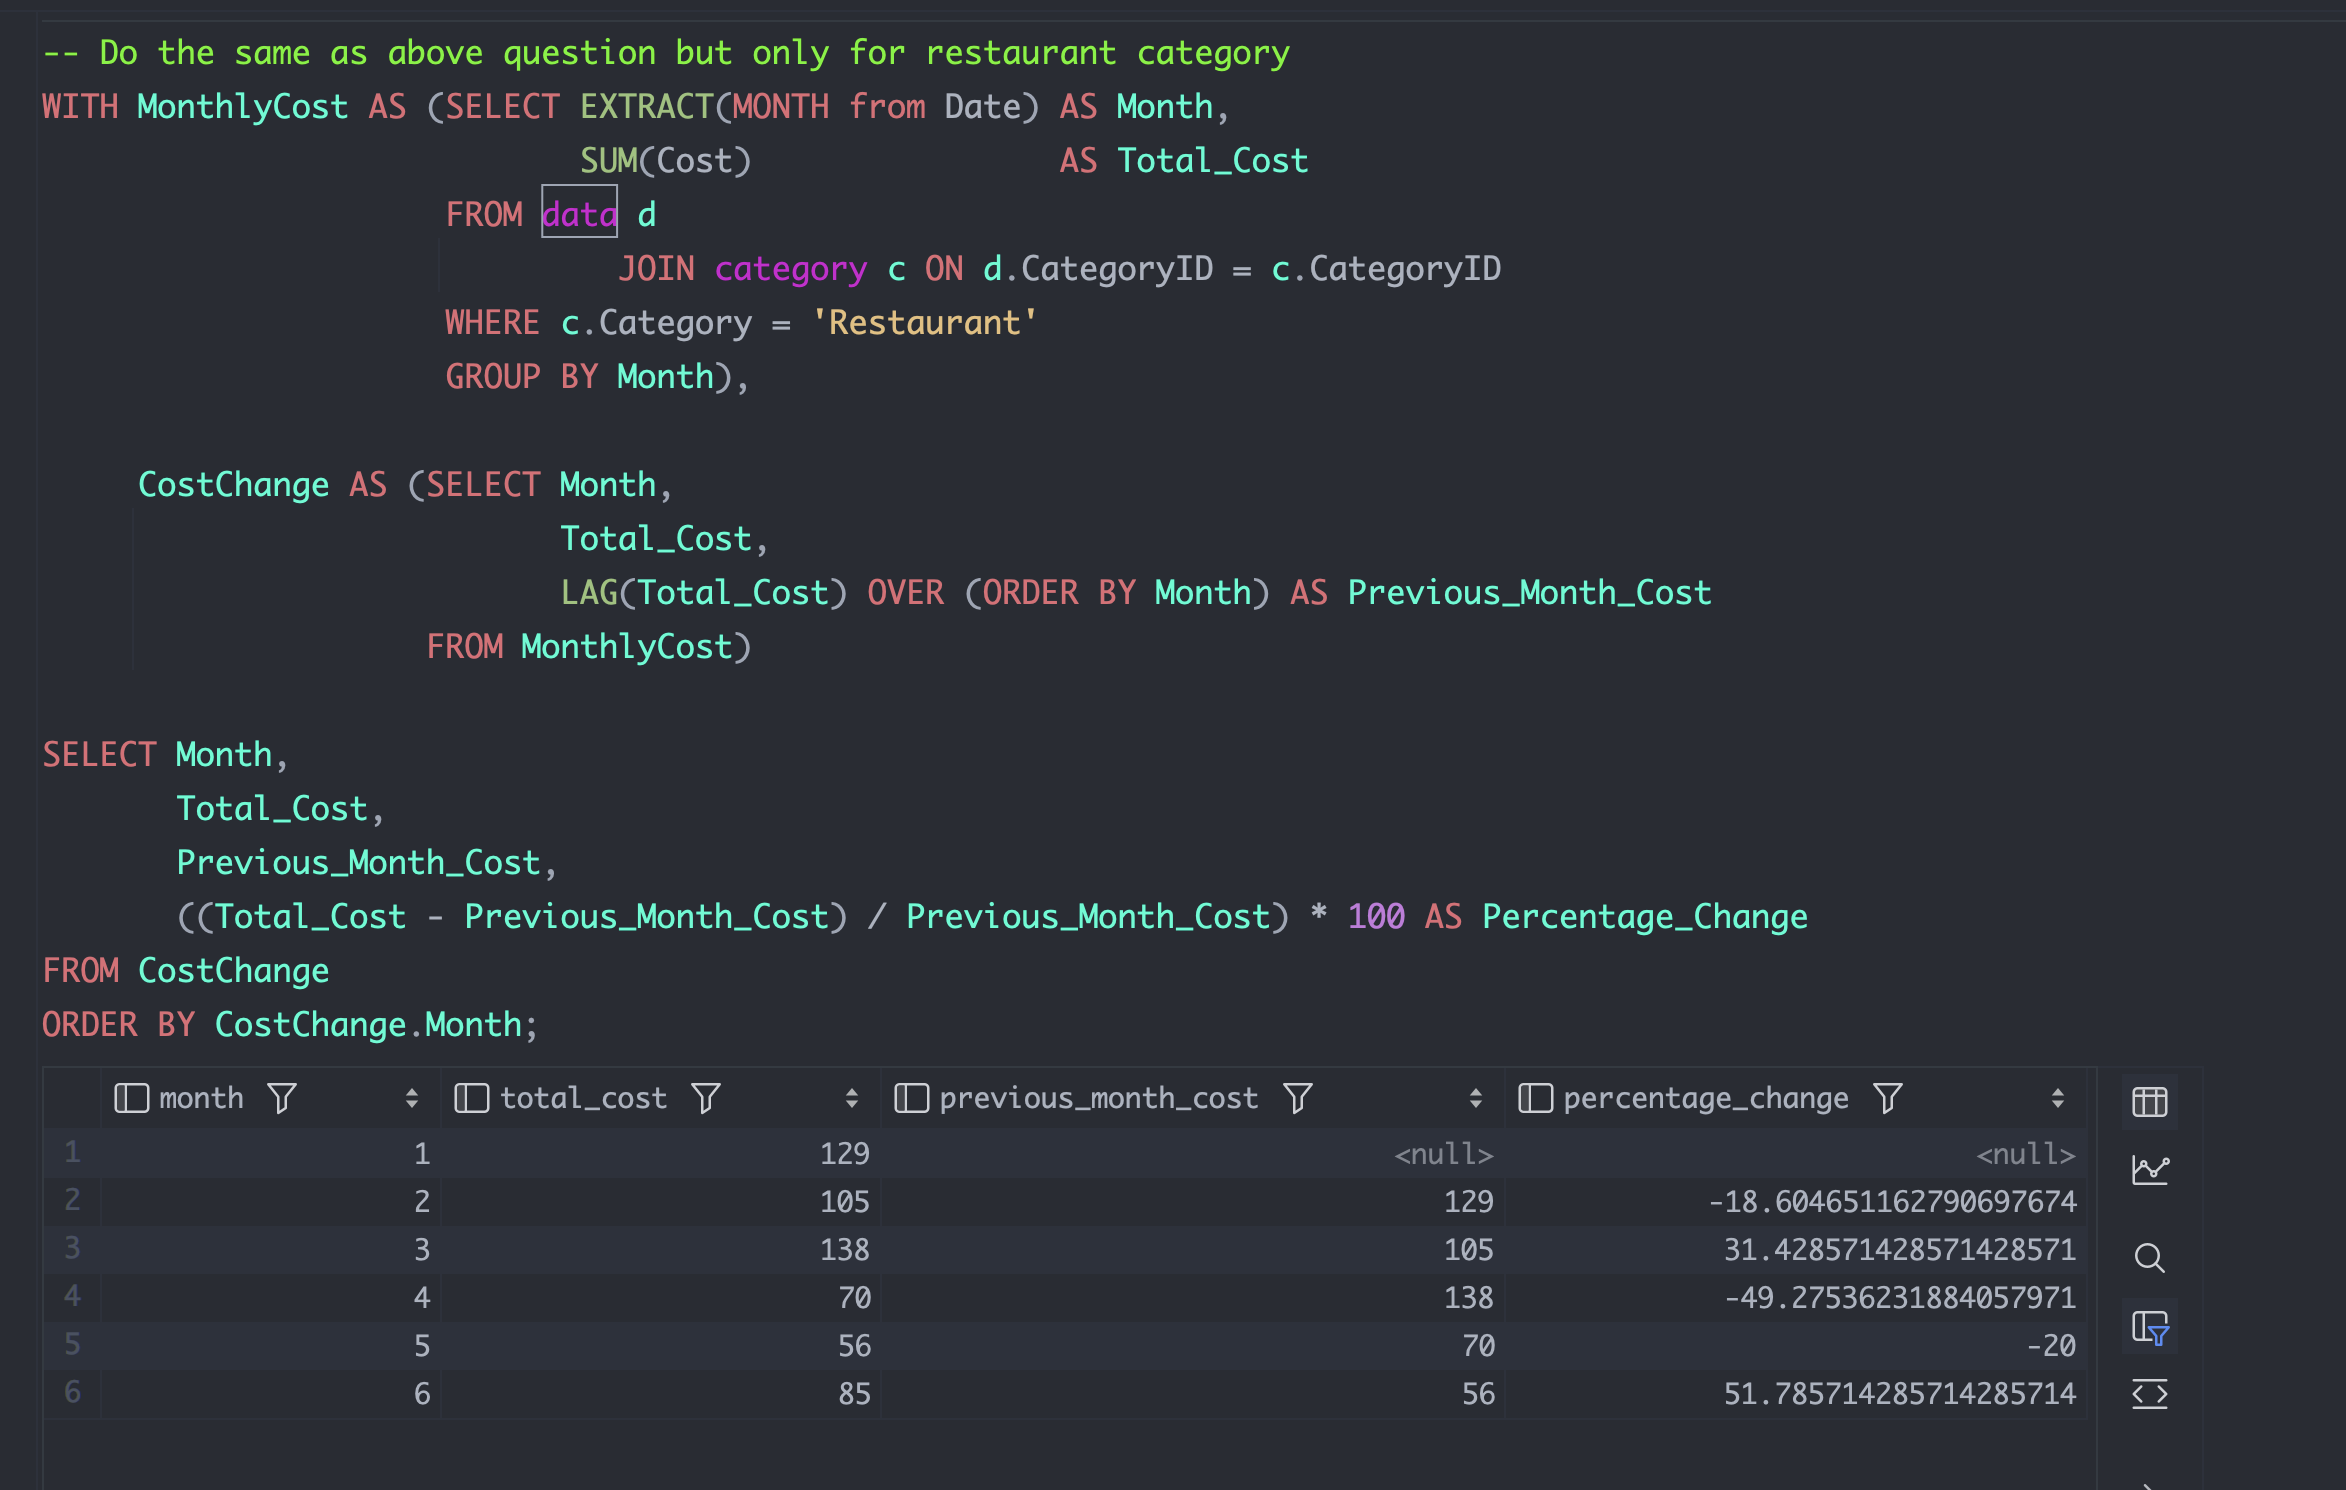 -- Do the same as above question but only for restaurant category
WITH MonthlyCost AS (SELECT EXTRACT(MONTH from Date) AS Month,
SUM(Cost) AS Total_Cost
FROM data d
JOIN category c ON d.CategoryID = c.CategoryID
WHERE c.Category = 'Restaurant'
GROUP BY Month),
CostChange AS (SELECT Month,
Total_Cost,
LAG(Total_Cost) OVER (ORDER BY Month) AS Previous_Month_Cost
FROM MonthlyCost)
SELECT Month,
Total_Cost,
Previous_Month_Cost,
((Total_Cost - Previous_Month_Cost) / Previous_Month_Cost) * 100 AS Percentage_Change
FROM CostChange
ORDER BY CostChange.Month;
month total_cost previous_month_cost percentage_change
1 1 129 <null> <null>
2 2 105 129 -18.604651162790697674
3 3 138 105 31.428571428571428571
4 4 70 138 -49.27536231884057971
5 5 56 70 -20
6 6 85 56 51.785714285714285714